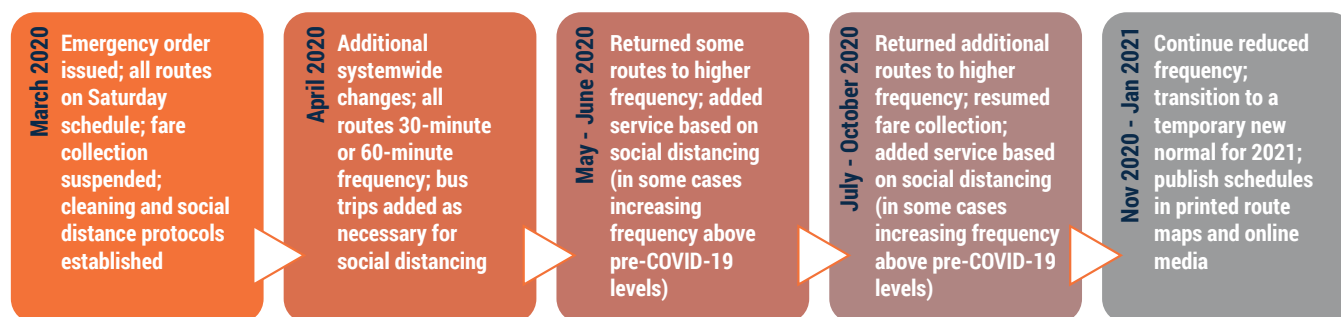 March 2020
Emergency order
issued; all routes
on Saturday
schedule; fare
collection
suspended;
cleaning and social
distance protocols
established
April 2020
Additional
systemwide
changes; all
routes 30-minute
or 60-minute
frequency; bus
trips added as
necessary for
social distancing
May - June 2020
Returned some
routes to higher
frequency; added
service based on
social distancing
(in some cases
increasing
frequency above
pre-COVID-19
levels)
July - October 2020
Returned additional
routes to higher
frequency; resumed
fare collection;
added service based
on social distancing
(in some cases
increasing frequency
above pre-COVID-19
levels)
Nov 2020 - Jan 2021
Continue reduced
frequency;
transition to a
temporary new
normal for 2021;
publish schedules
in printed route
maps and online
media